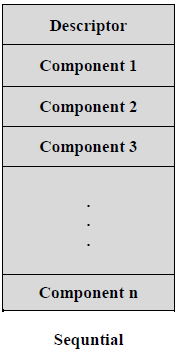 Descriptor
Component 1
Component 2
Component 3
.
.
.
Component n
Sequntial